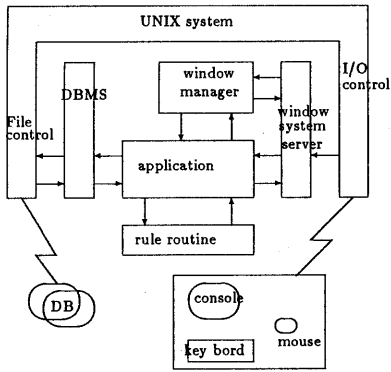 UNIX system
window
manager
I/O
control
DBMS
File
control
window
system
server
application
rule routine
DB
console
mouse
key bord